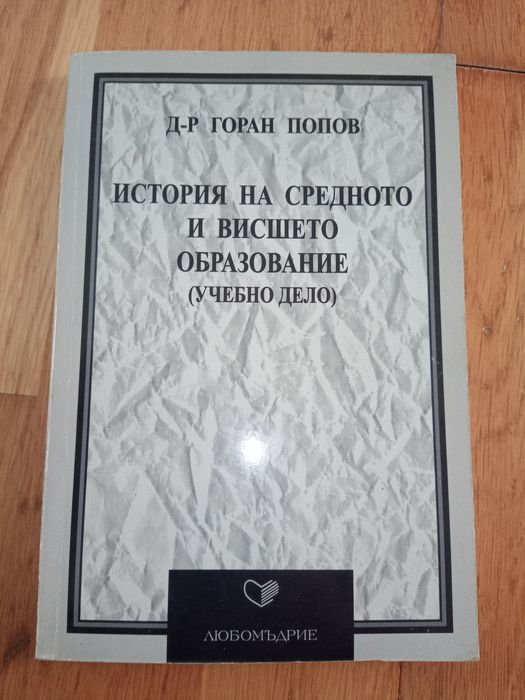 Д-Р ГОРАН ПОПОВ
ИСТОРИЯ НА СРЕДНОТО
И ВИСШЕТО
ОБРАЗОВАНИЕ
(УЧЕБНО ДЕЛО)
ЛЮБОМЪДРИЕ